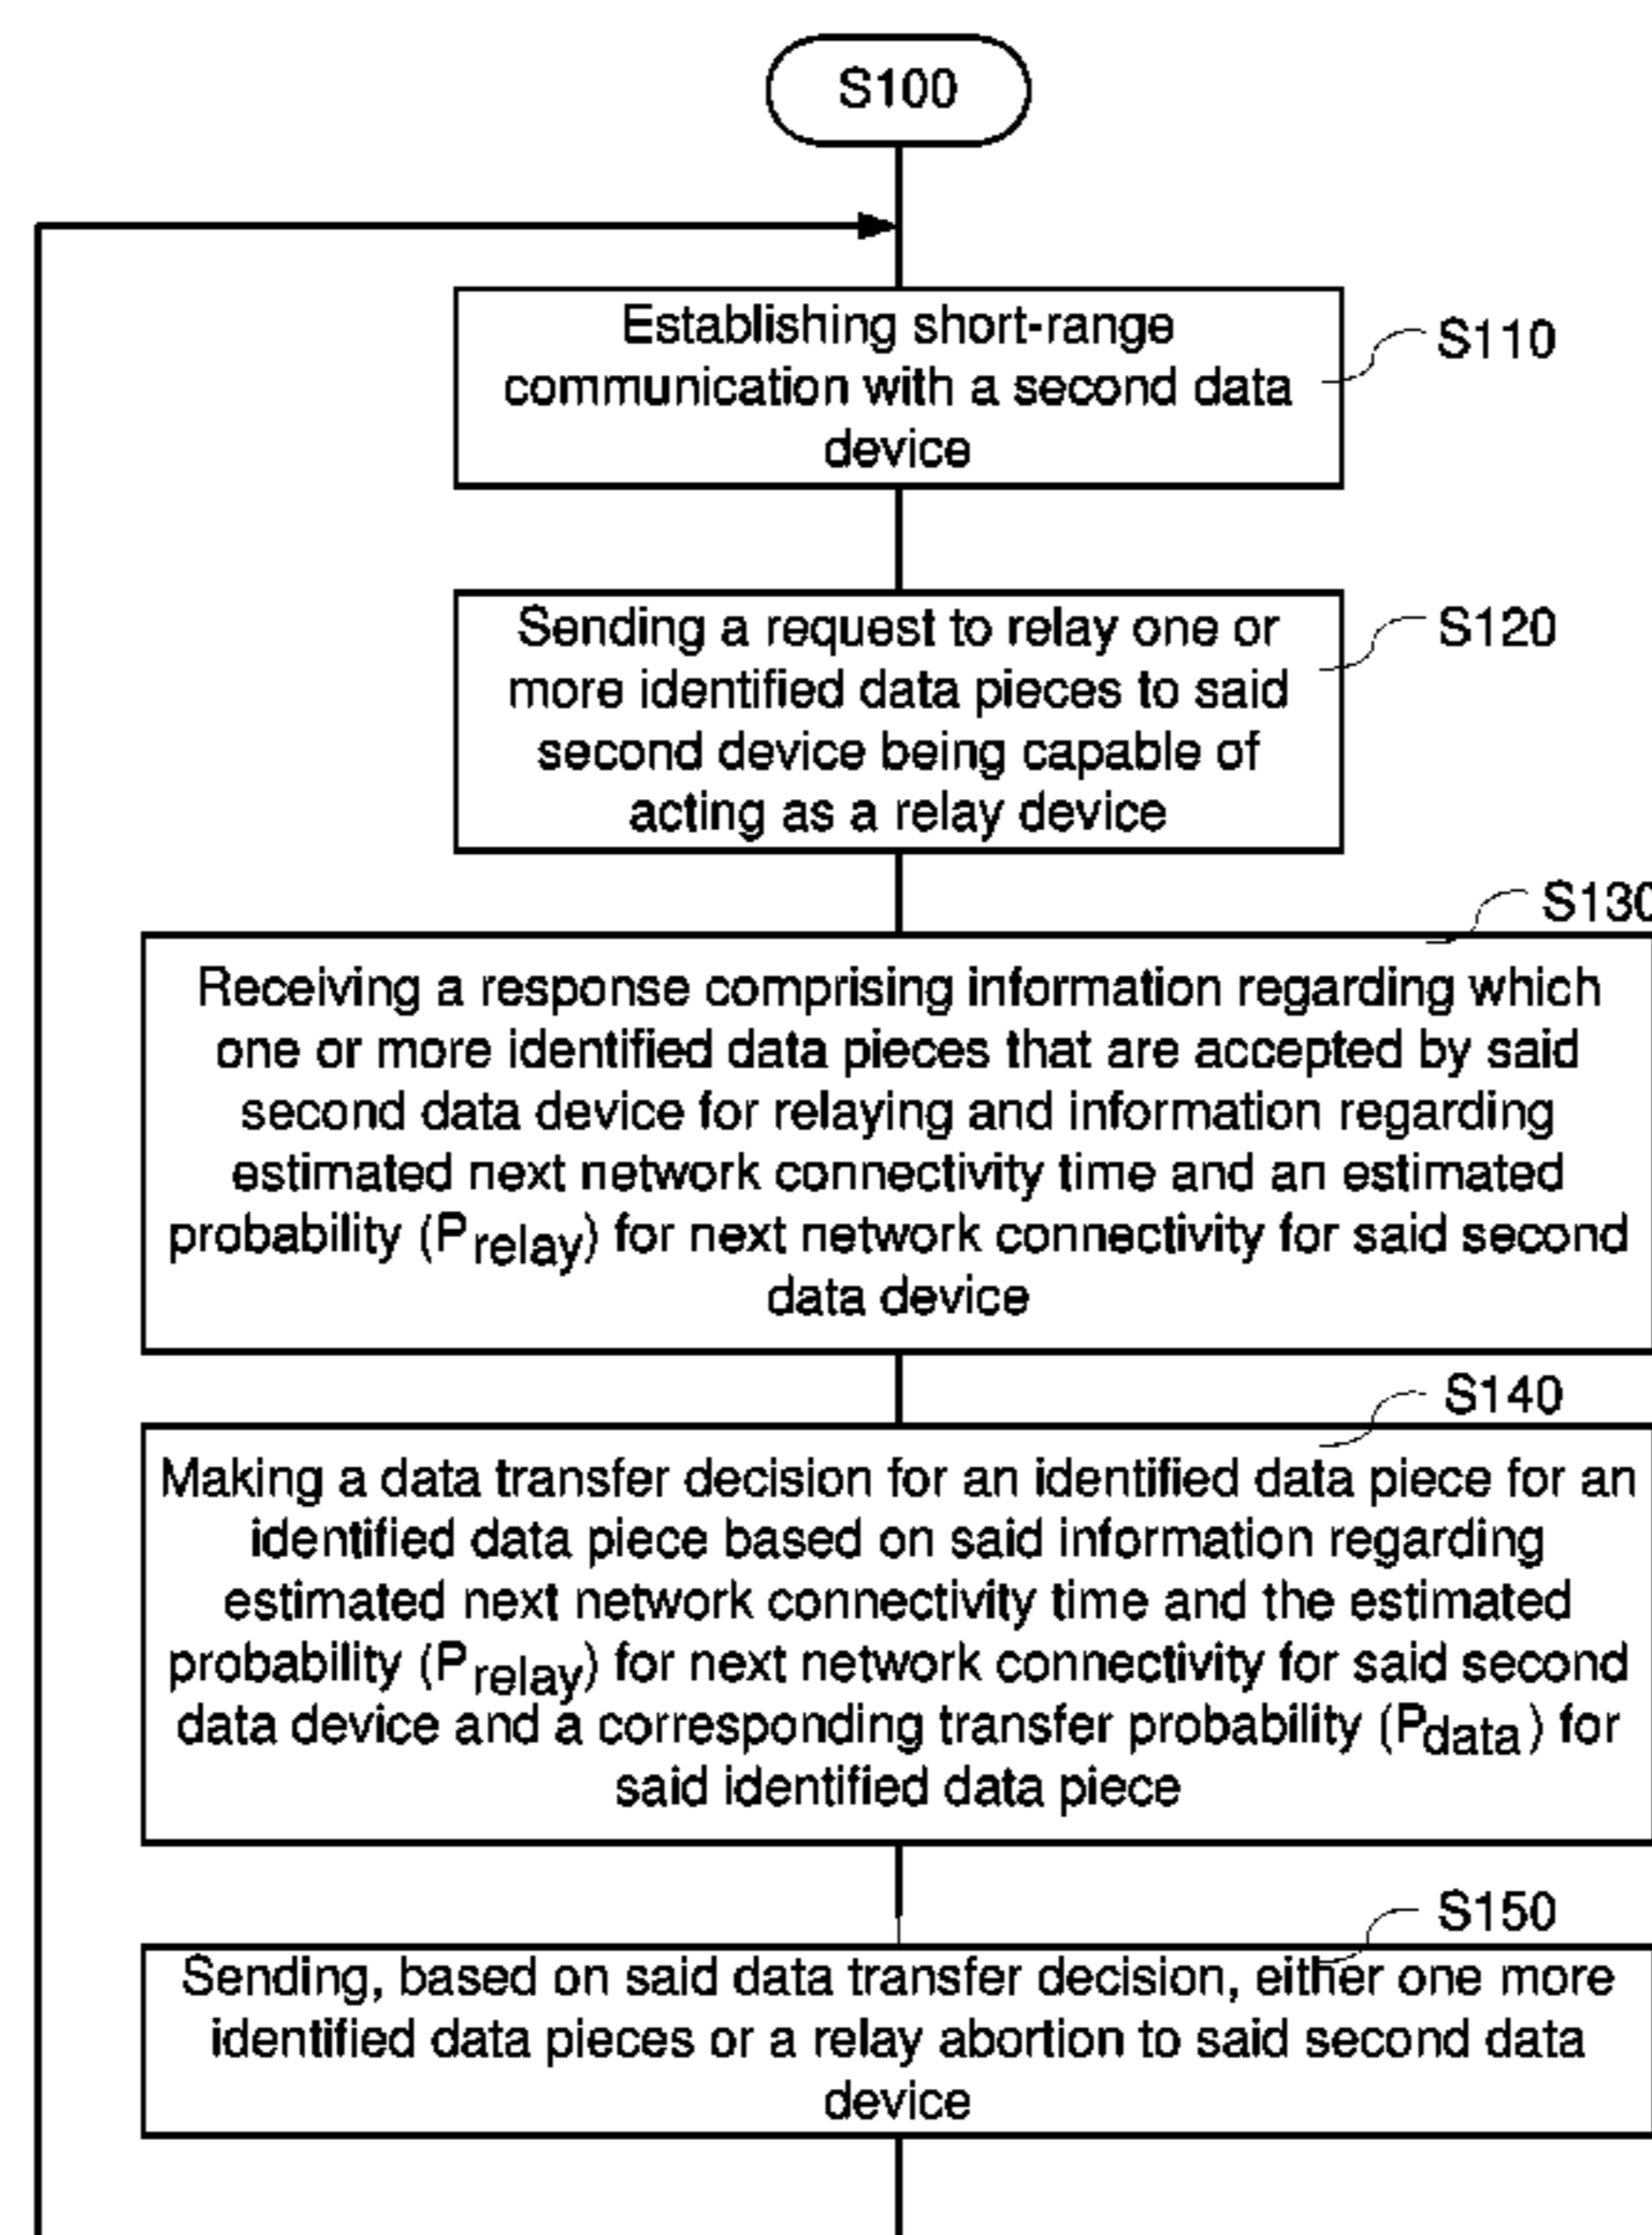 S100
Establishing short-range
communication with a second data
device
S110
Sending a request to relay one or
more identified data pieces to said
second device being capable of
acting as a relay device
S120
S130
Receiving a response comprising information regarding which
one or more identified data pieces that are accepted by said
second data device for relaying and information regarding
estimated next network connectivity time and an estimated
probability (Prelay) for next network connectivity for said second
data device
S140
Making a data transfer decision for an identified data piece for an
identified data piece based on said information regarding
estimated next network connectivity time and the estimated
probability (Prelay) for next network connectivity for said second
data device and a corresponding transfer probability (Pdata) for
said identified data piece
S150
Sending, based on said data transfer decision, either one more
identified data pieces or a relay abortion to said second data
device